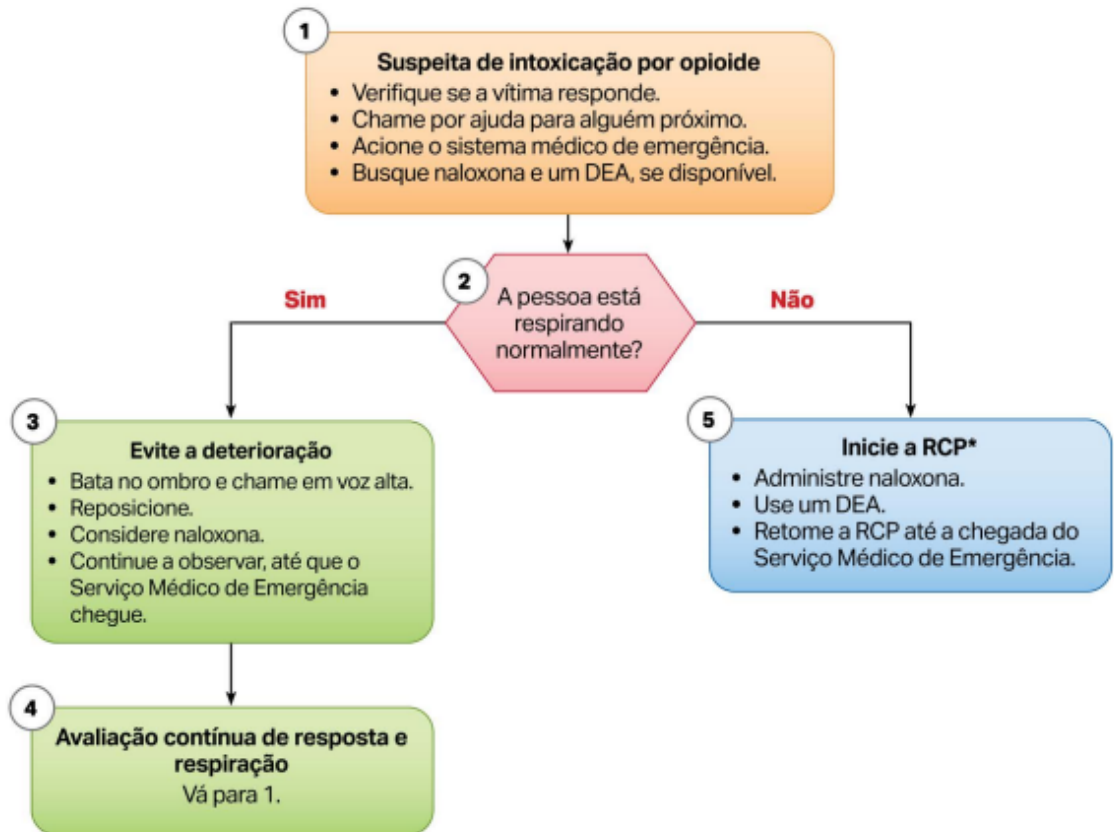 1
Suspeita de intoxicação por opioide
• Verifique se a vítima responde.
• Chame por ajuda para alguém próximo.
• Acione o sistema médico de emergência.
• Busque naloxona e um DEA, se disponível.
2
A pessoa está
respirando
normalmente?
Sim
Não
3
Evite a deterioração
• Bata no ombro e chame em voz alta.
• Reposicione.
• Considere naloxona.
• Continue a observar, até que o
Serviço Médico de Emergência
chegue.
4
Avaliação contínua de resposta e
respiração
Vá para 1.
5
Inicie a RCP*
• Administre naloxona.
• Use um DEA.
• Retome a RCP até a chegada do
Serviço Médico de Emergência.